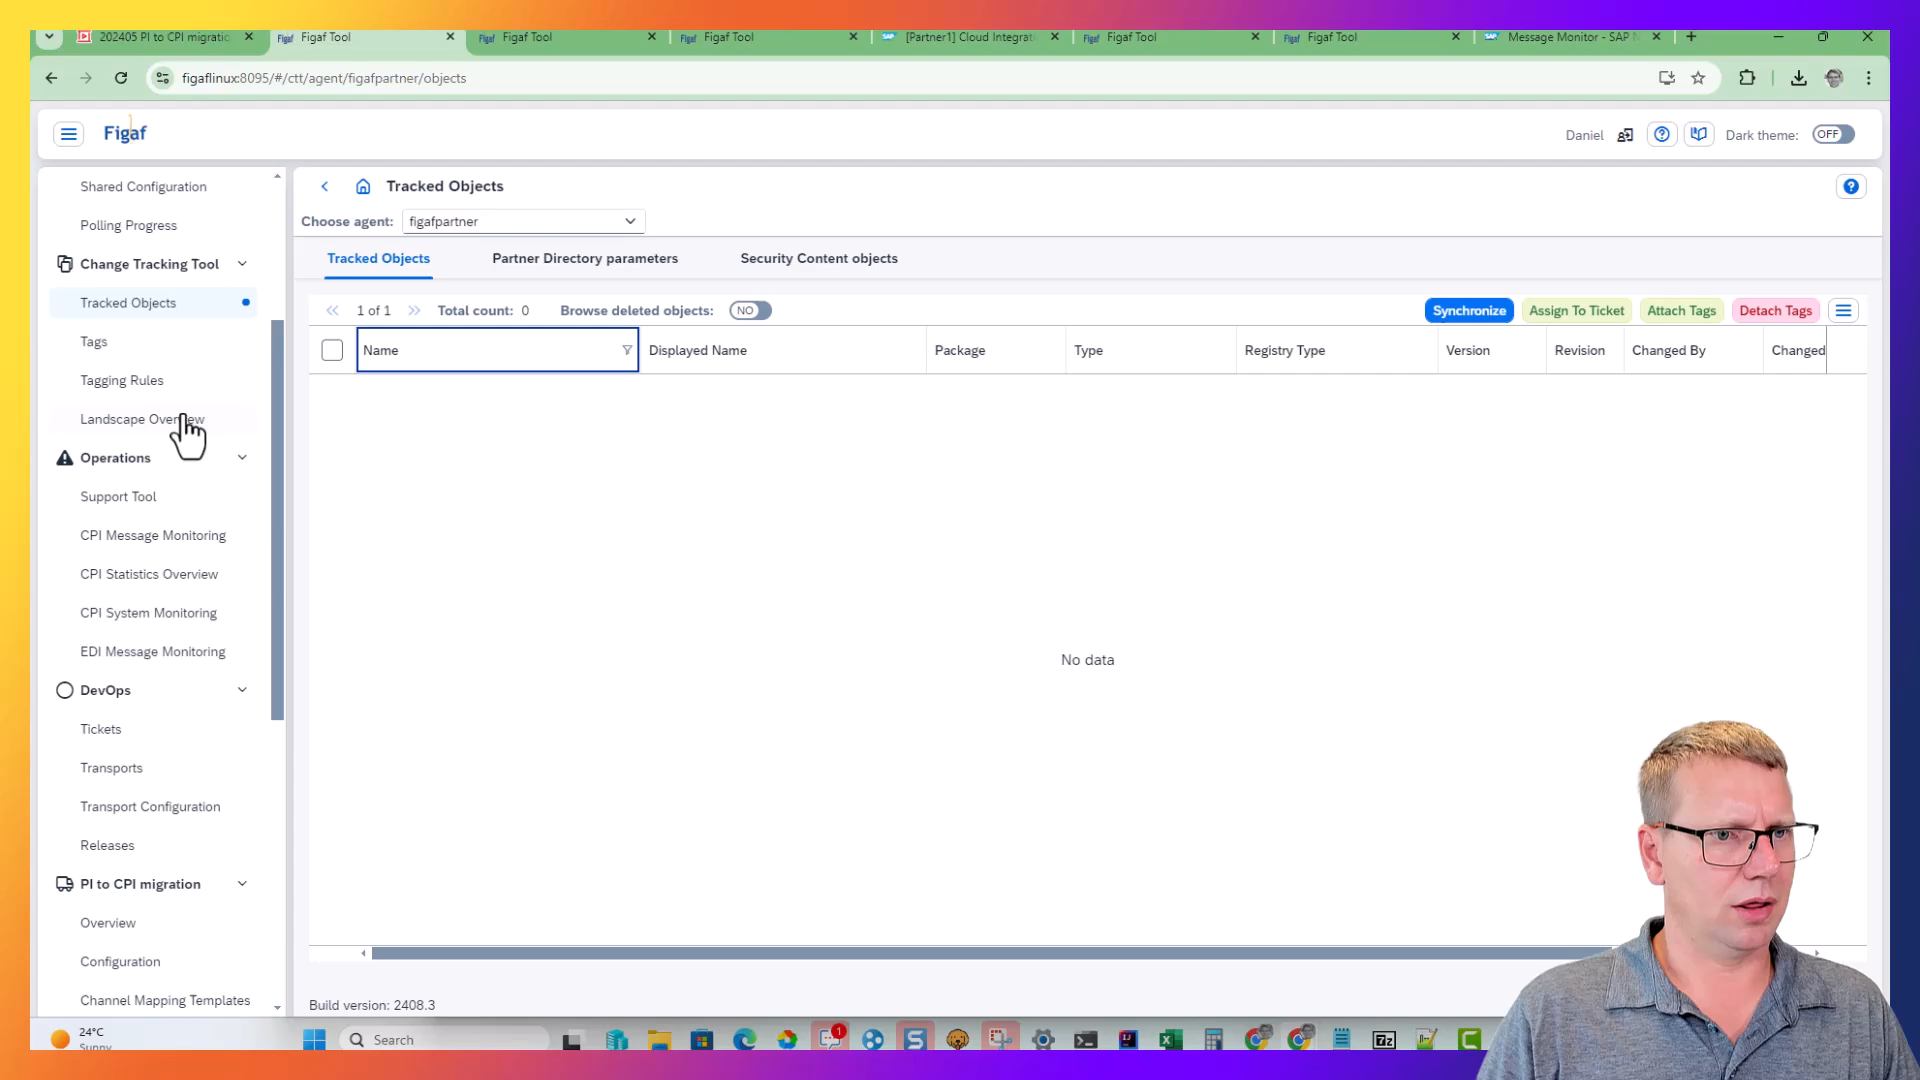 202405 PI to CPI migratio
Figaf Tool
Figaf Tool
Figaf Tool
[Partner1] Cloud Integrat
Figaf Tool
Figaf Tool
Message Monitor - SAP N
figaflinux:8095/#/ctt/agent/figafpartner/objects
Figaf
Daniel
Dark theme:
OFF
Shared Configuration
Polling Progress
Change Tracking Tool
Tracked Objects
Tags
Tagging Rules
Landscape Overview
Operations
Support Tool
CPI Message Monitoring
CPI Statistics Overview
CPI System Monitoring
EDI Message Monitoring
DevOps
Tickets
Transports
Transport Configuration
Releases
PI to CPI migration
Overview
Configuration
Channel Mapping Templates
Tracked Objects
Choose agent: figafpartner
Tracked Objects
Partner Directory parameters
Security Content objects
1 of 1
Total count: 0
Browse deleted objects:
NO
Synchronize
Assign To Ticket
Attach Tags
Detach Tags
Name
Displayed Name
Package
Type
Registry Type
Version
Revision
Changed By
Changed
No data
Build version: 2408.3
24°C
Sunny
Search
1
7z